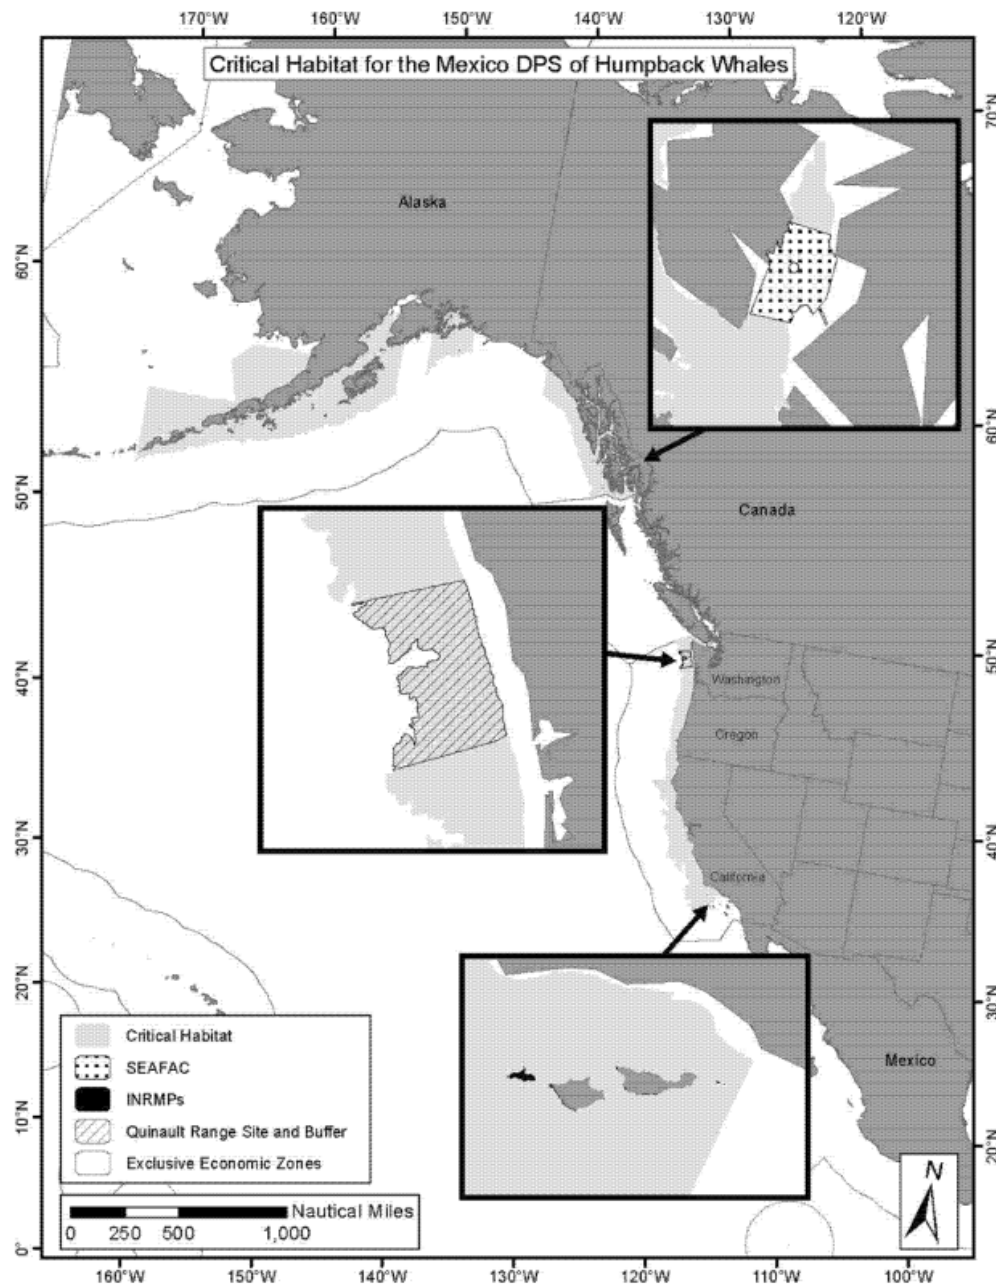 170°W 160°W 150°W 140°W 130°W 120°W
Critical Habitat for the Mexico DPS of Humpback Whales
70°N
Alaska
60°N
60°N
50°N
Canada
50°N
Washington
40°N
Oregon
30°N
40°N
California
20°N
30°N
Mexico
Critical Habitat
SEAFAC
INRMPs
Quinault Range Site and Buffer
Exclusive Economic Zones
10°N
20°N
N
Nautical Miles
0 250 500 1,000
0°
160°W 150°W 140°W 130°W 120°W 110°W 100°W